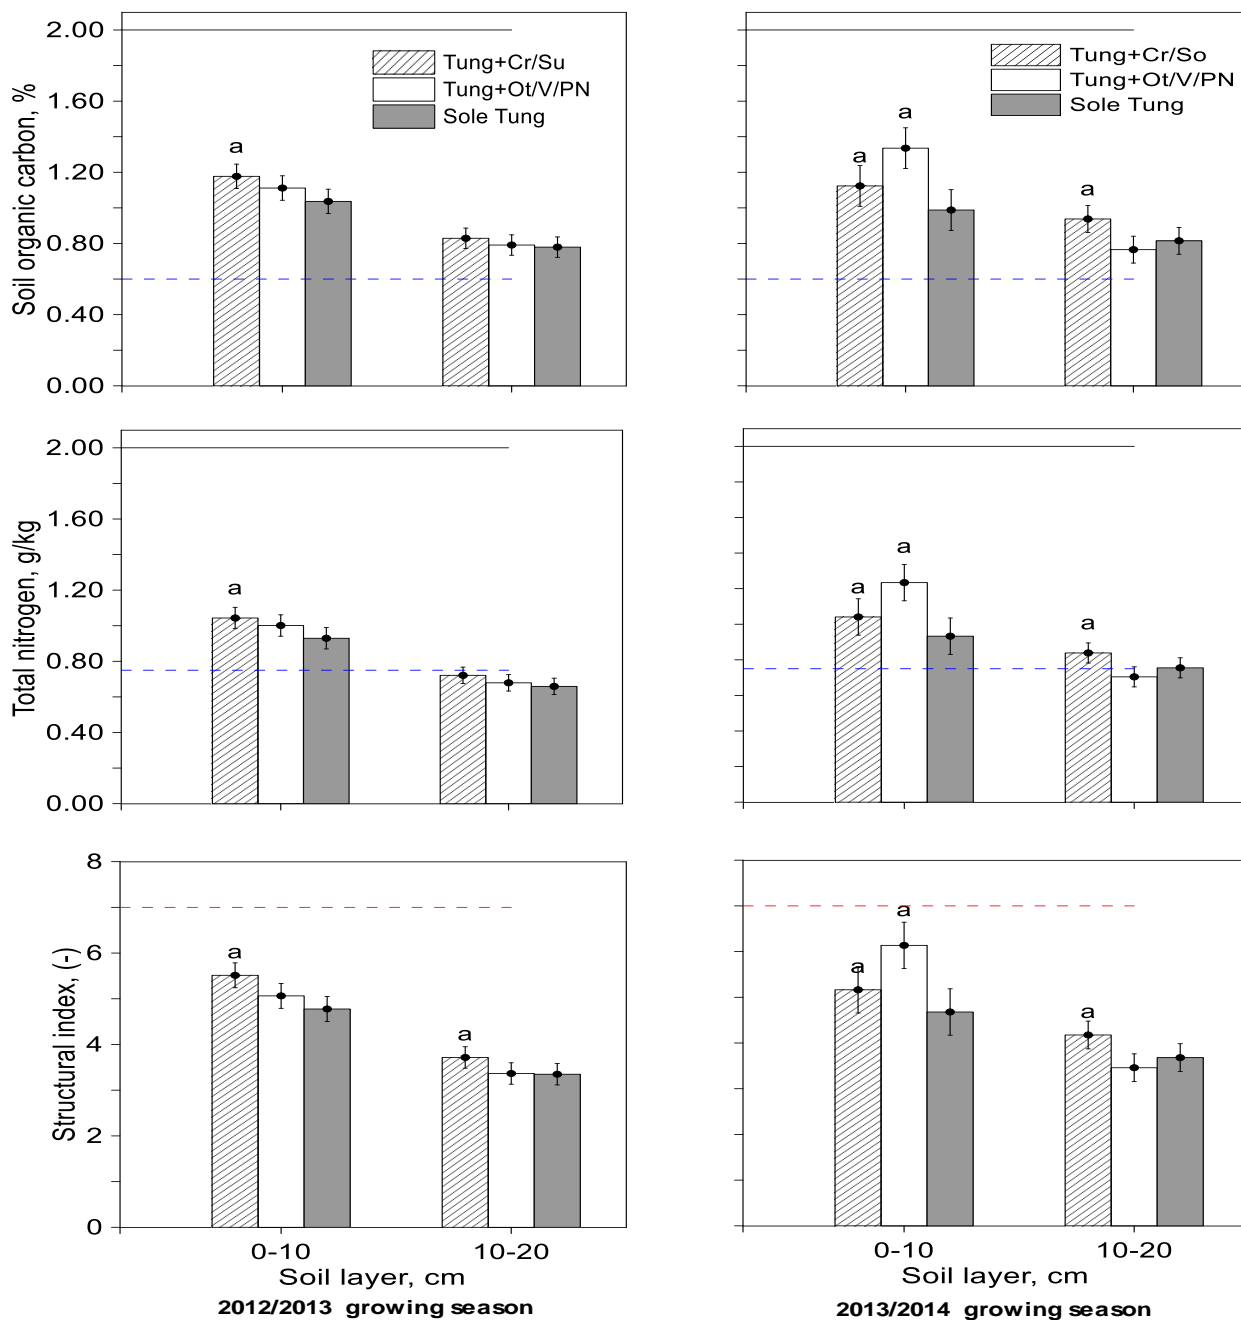 Soil organic carbon, %
2.00
1.60
1.20
0.80
0.40
0.00
Tung+Cr/Su
Tung+Ot/V/PN
Sole Tung
a
Tung+Cr/So
Tung+Ot/V/PN
Sole Tung
a
a
a
Total nitrogen, g/kg
2.00
1.60
1.20
0.80
0.40
0.00
a
a
a
a
Structural index, (-)
8
6
4
2
0
a
a
a
a
a
0-10
10-20
Soil layer, cm
2012/2013 growing season
0-10
10-20
Soil layer, cm
2013/2014 growing season